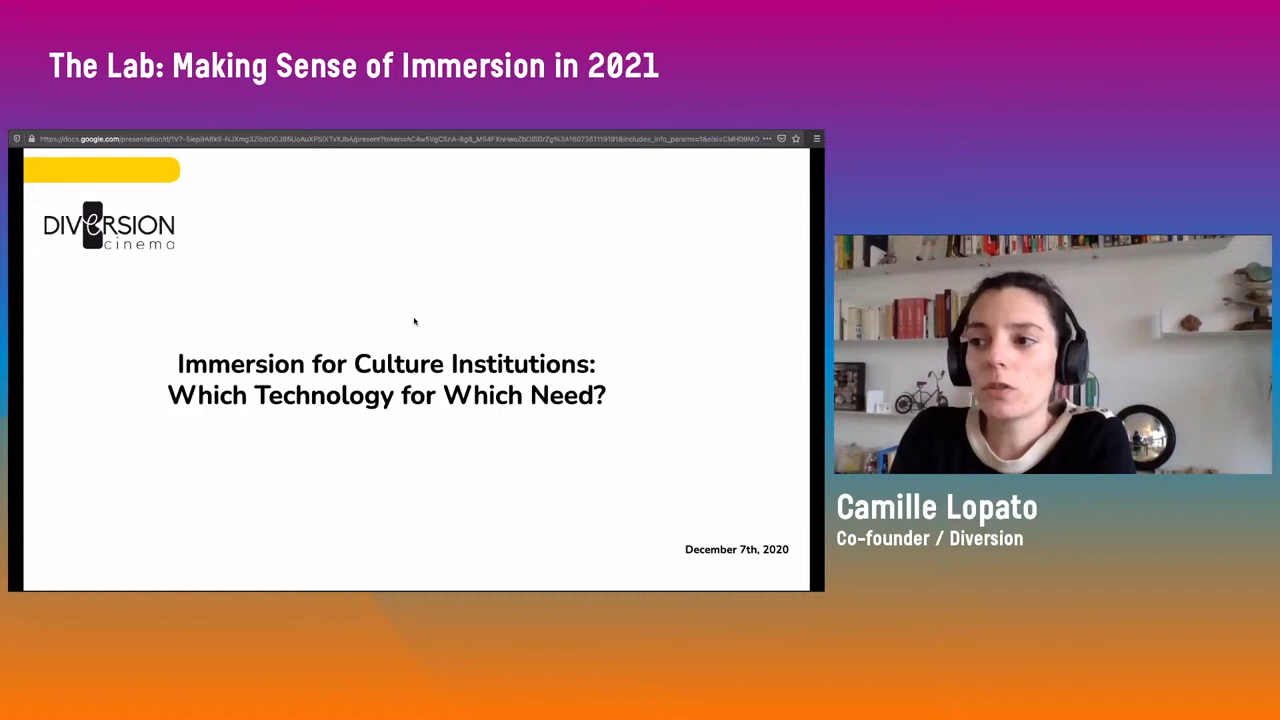 The Lab: Making Sense of Immersion in 2021
DIVERSION
cinema
Immersion for Culture Institutions:
Which Technology for Which Need?
December 7th, 2020
Camille Lopato
Co-founder / Diversion